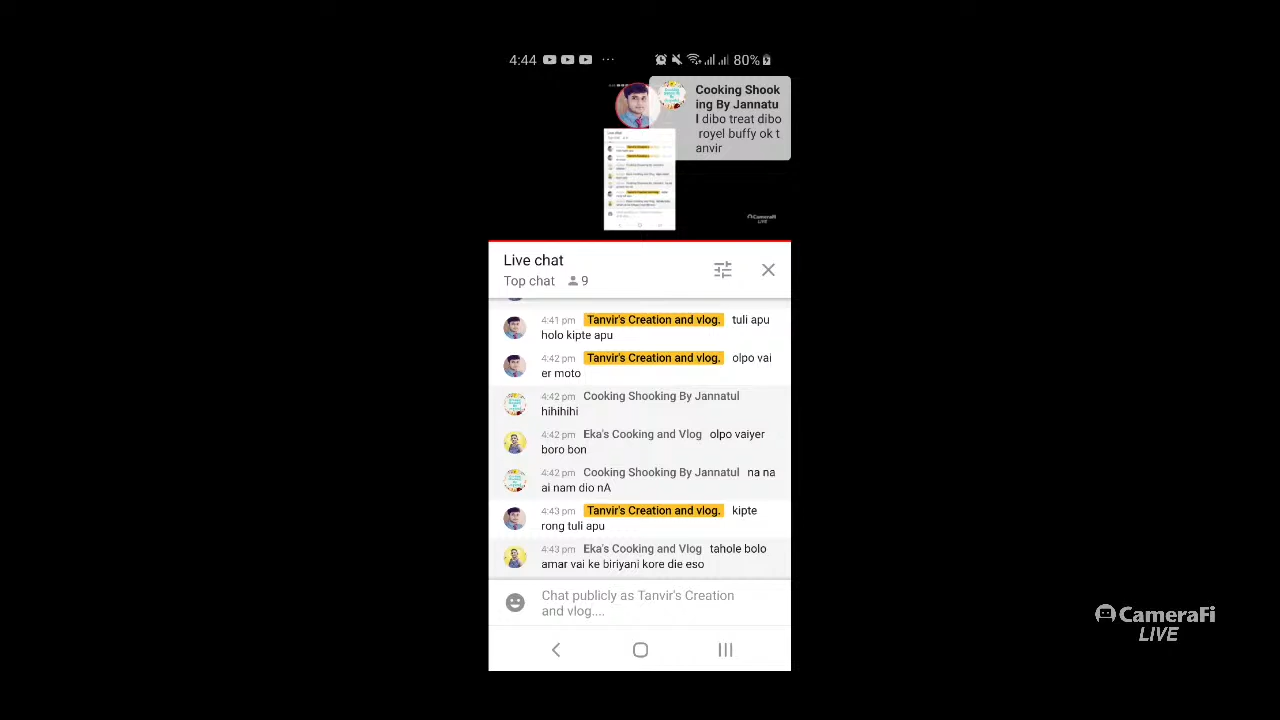 4:44 80%
Cooking Shook
ing By Jannatu
l dibo treat dibo
royel buffy ok t
anvir
CameraFi
LIVE
Live chat
Top chat 9
4:41 pm Tanvir's Creation and vlog. tuli apu
holo kipte apu
4:42 pm Tanvir's Creation and vlog. olpo vai
er moto
4:42 pm Cooking Shooking By Jannatul
hihihihi
4:42 pm Eka's Cooking and Vlog olpo vaiyer
boro bon
4:42 pm Cooking Shooking By Jannatul na na
ai nam dio nA
4:43 pm Tanvir's Creation and vlog. kipte
rong tuli apu
4:43 pm Eka's Cooking and Vlog tahole bolo
amar vai ke biriyani kore die eso
Chat publicly as Tanvir's Creation
and vlog....
CameraFi
LIVE